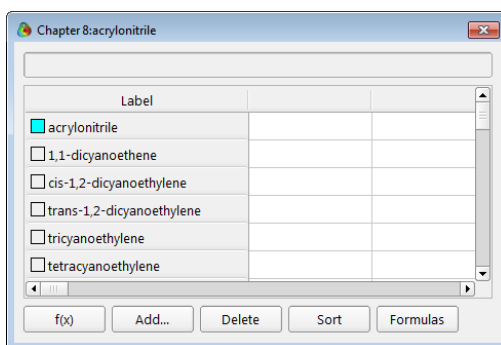 Chapter 8:acrylonitrile
Label
acrylonitrile
1,1-dicyanoethene
cis-1,2-dicyanoethylene
trans-1,2-dicyanoethylene
tricyanoethylene
tetracyanoethylene
f(x) Add... Delete Sort Formulas